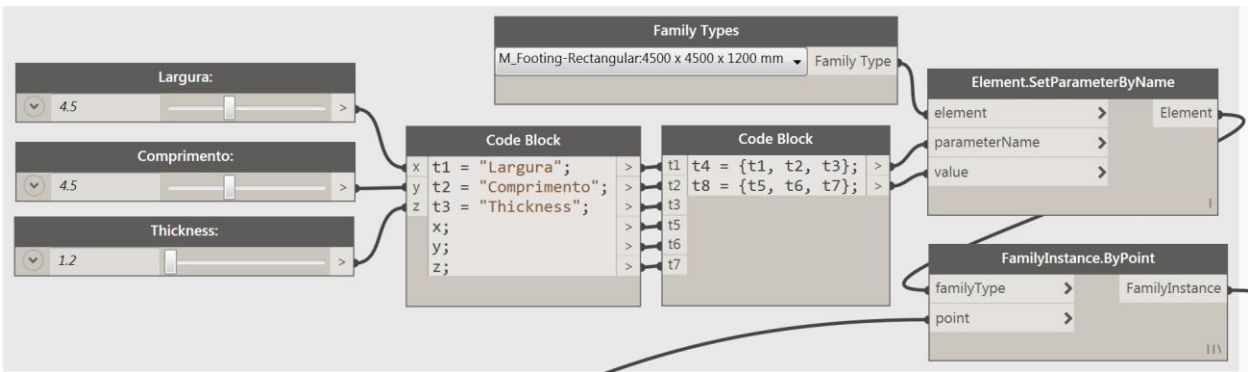 Family Types
M_Footing-Rectangular:4500 x 4500 x 1200 mm Family Type
Largura:
4.5 >
Comprimento:
4.5 >
Thickness:
1.2 >
Code Block
x t1 = "Largura"; >
y t2 = "Comprimento"; >
z t3 = "Thickness"; >
x; >
y; >
z; >
Code Block
t1 t4 = {t1, t2, t3}; >
t2 t8 = {t5, t6, t7}; >
t3
t5
t6
t7
Element.SetParameterByName
element > Element
parameterName >
value >
FamilyInstance.ByPoint
familyType > FamilyInstance
point >